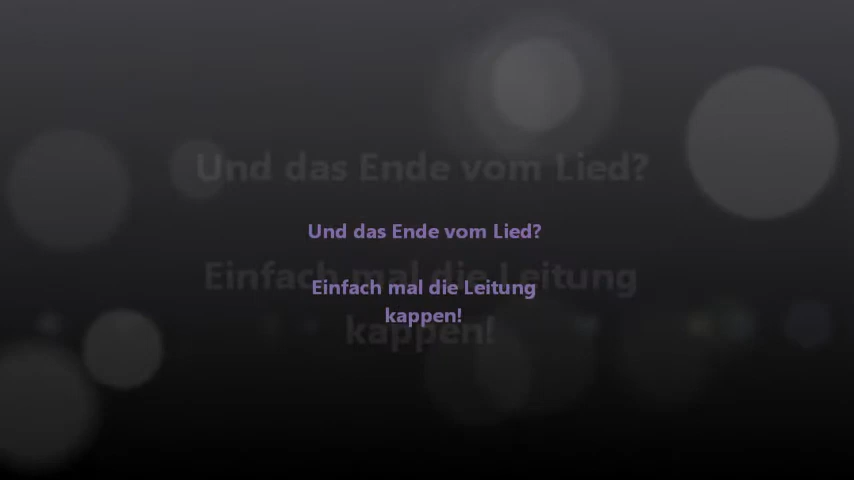 Und das Ende vom Lied?
Einfach mal die Leitung
kappen!